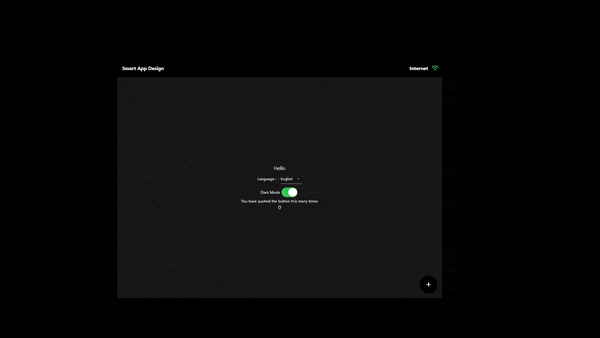 Smart App Design
Internet
Hello
Language : English
Dark Mode
You have pushed the button this many times
0